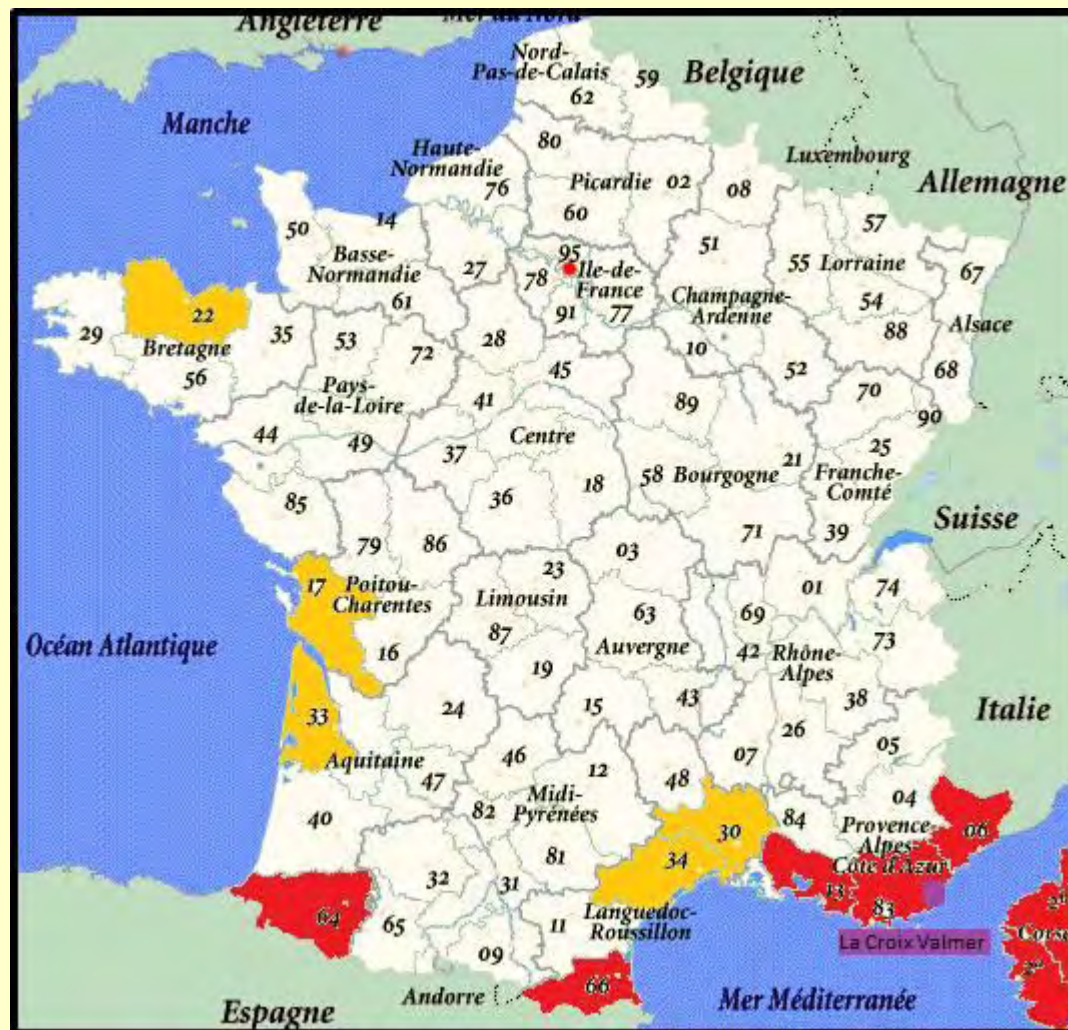 Angleterre
Mer du Nord
Nord-
Pas-de-Calais
59
Belgique
62
Manche
80
Haute-
Normandie
Luxembourg
76
Picardie
02
08
Allemagne
60
57
50
14
51
95
Basse-
Normandie
27
78
Ile-de-
France
55
Lorraine
67
61
91
77
Champagne-
Ardenne
54
22
29
35
53
28
88
Alsace
Bretagne
72
10
56
45
52
68
Pays-
de-la-Loire
41
89
70
90
44
49
Centre
25
37
58
Bourgogne
21
Franche-
Comté
85
36
18
Suisse
79
86
71
39
03
17
23
Poitou-
Charentes
Limousin
01
74
63
69
87
Auvergne
Océan Atlantique
16
42
Rhône-
Alpes
73
19
43
38
33
24
15
26
Italie
Aquitaine
46
07
05
47
12
48
04
40
82
Midi-
Pyrénées
30
84
Provence-
Alpes-
Côte d'Azur
06
34
81
64
32
31
13
83
65
11
Languedoc-
Roussillon
La Croix Valmer
09
Andorre
66
Mer Méditerranée
Espagne